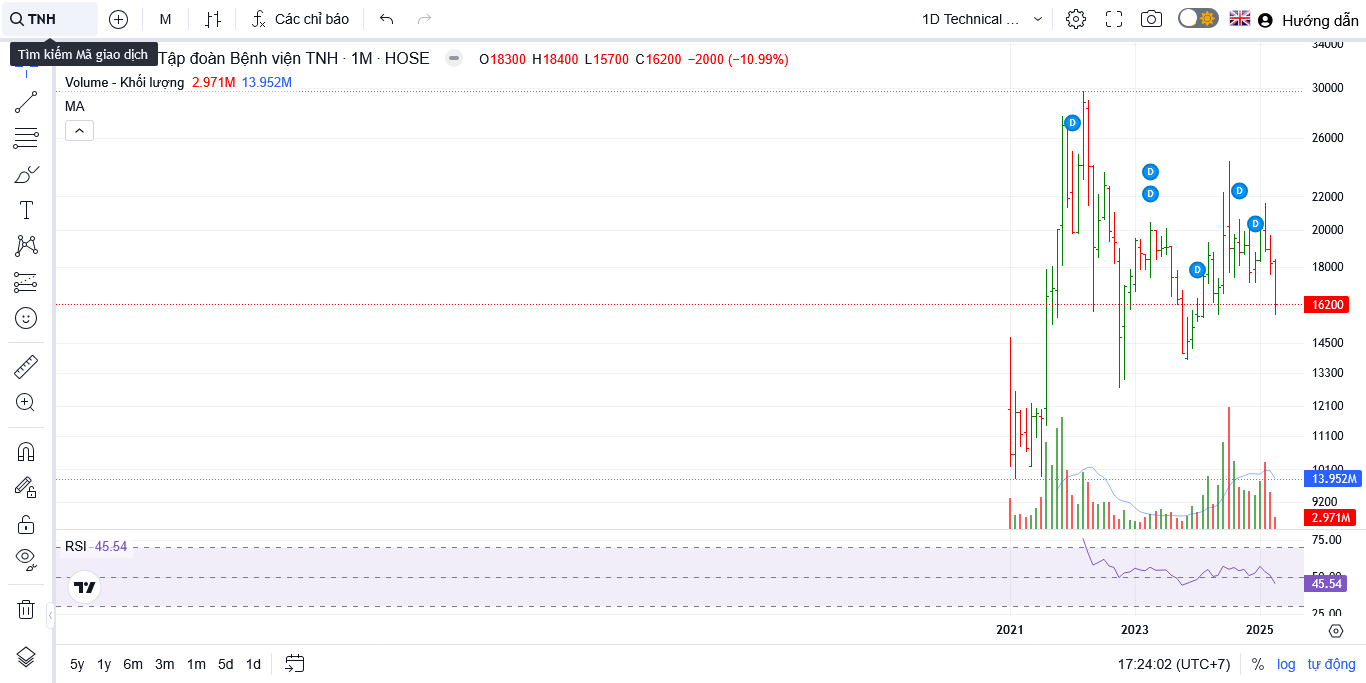 TNH
M
Các chỉ báo
1D Technical ...
Hướng dẫn
Tìm kiếm Mã giao dịch
Tập đoàn Bệnh viện TNH · 1M · HOSE
O18300 H18400 L15700 C16200 −2000 (−10.99%)
Volume - Khối lượng 2.971M 13.952M
MA
34000
30000
26000
22000
20000
18000
16200
14500
13300
12100
11100
10100
13.952M
9200
2.971M
D
D
D
D
D
D
RSI 45.54
75.00
50.00
45.54
25.00
2021
2023
2025
5y 1y 6m 3m 1m 5d 1d
17:24:02 (UTC+7)
%
log
tự động